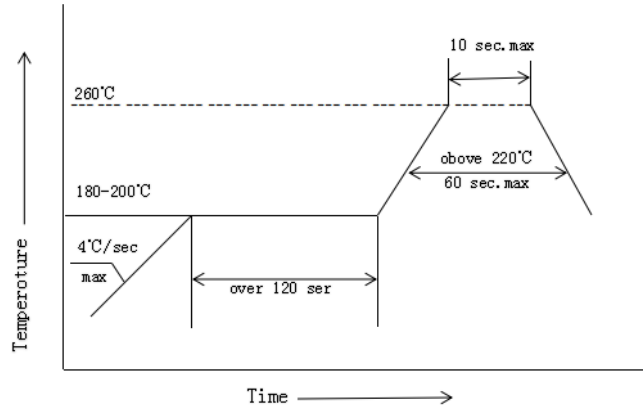 10 sec.max
260℃
obove 220℃
60 sec.max
180-200℃
4℃/sec
max
over 120 ser
Temperoture
Time